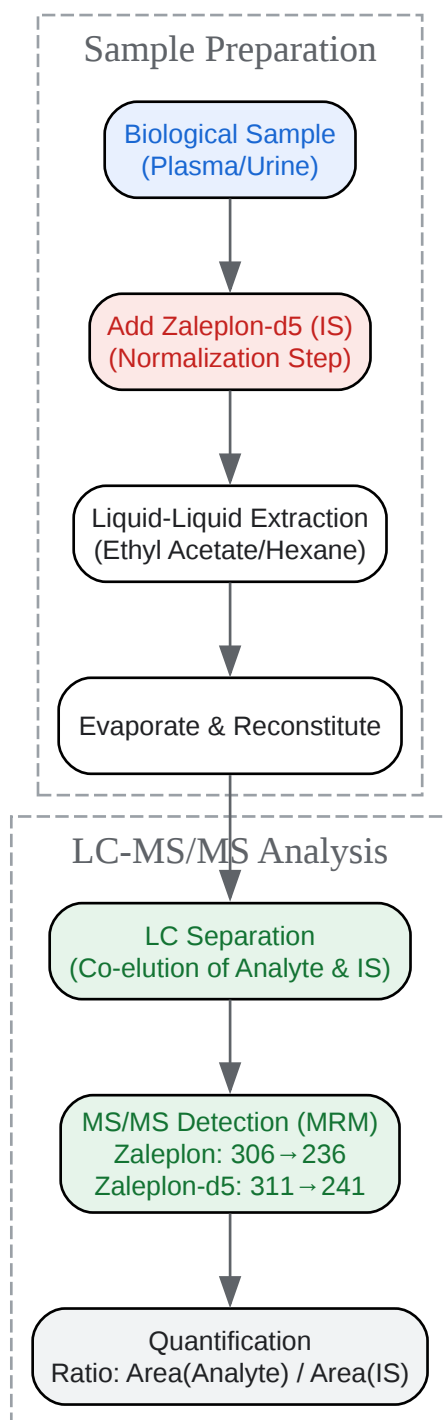 Sample Preparation
Biological Sample
(Plasma/Urine)
Add Zaleplon-d5 (IS)
(Normalization Step)
Liquid-Liquid Extraction
(Ethyl Acetate/Hexane)
Evaporate & Reconstitute
LC-MS/MS Analysis
LC Separation
(Co-elution of Analyte & IS)
MS/MS Detection (MRM)
Zaleplon: 306→236
Zaleplon-d5: 311→241
Quantification
Ratio: Area(Analyte) / Area(IS)